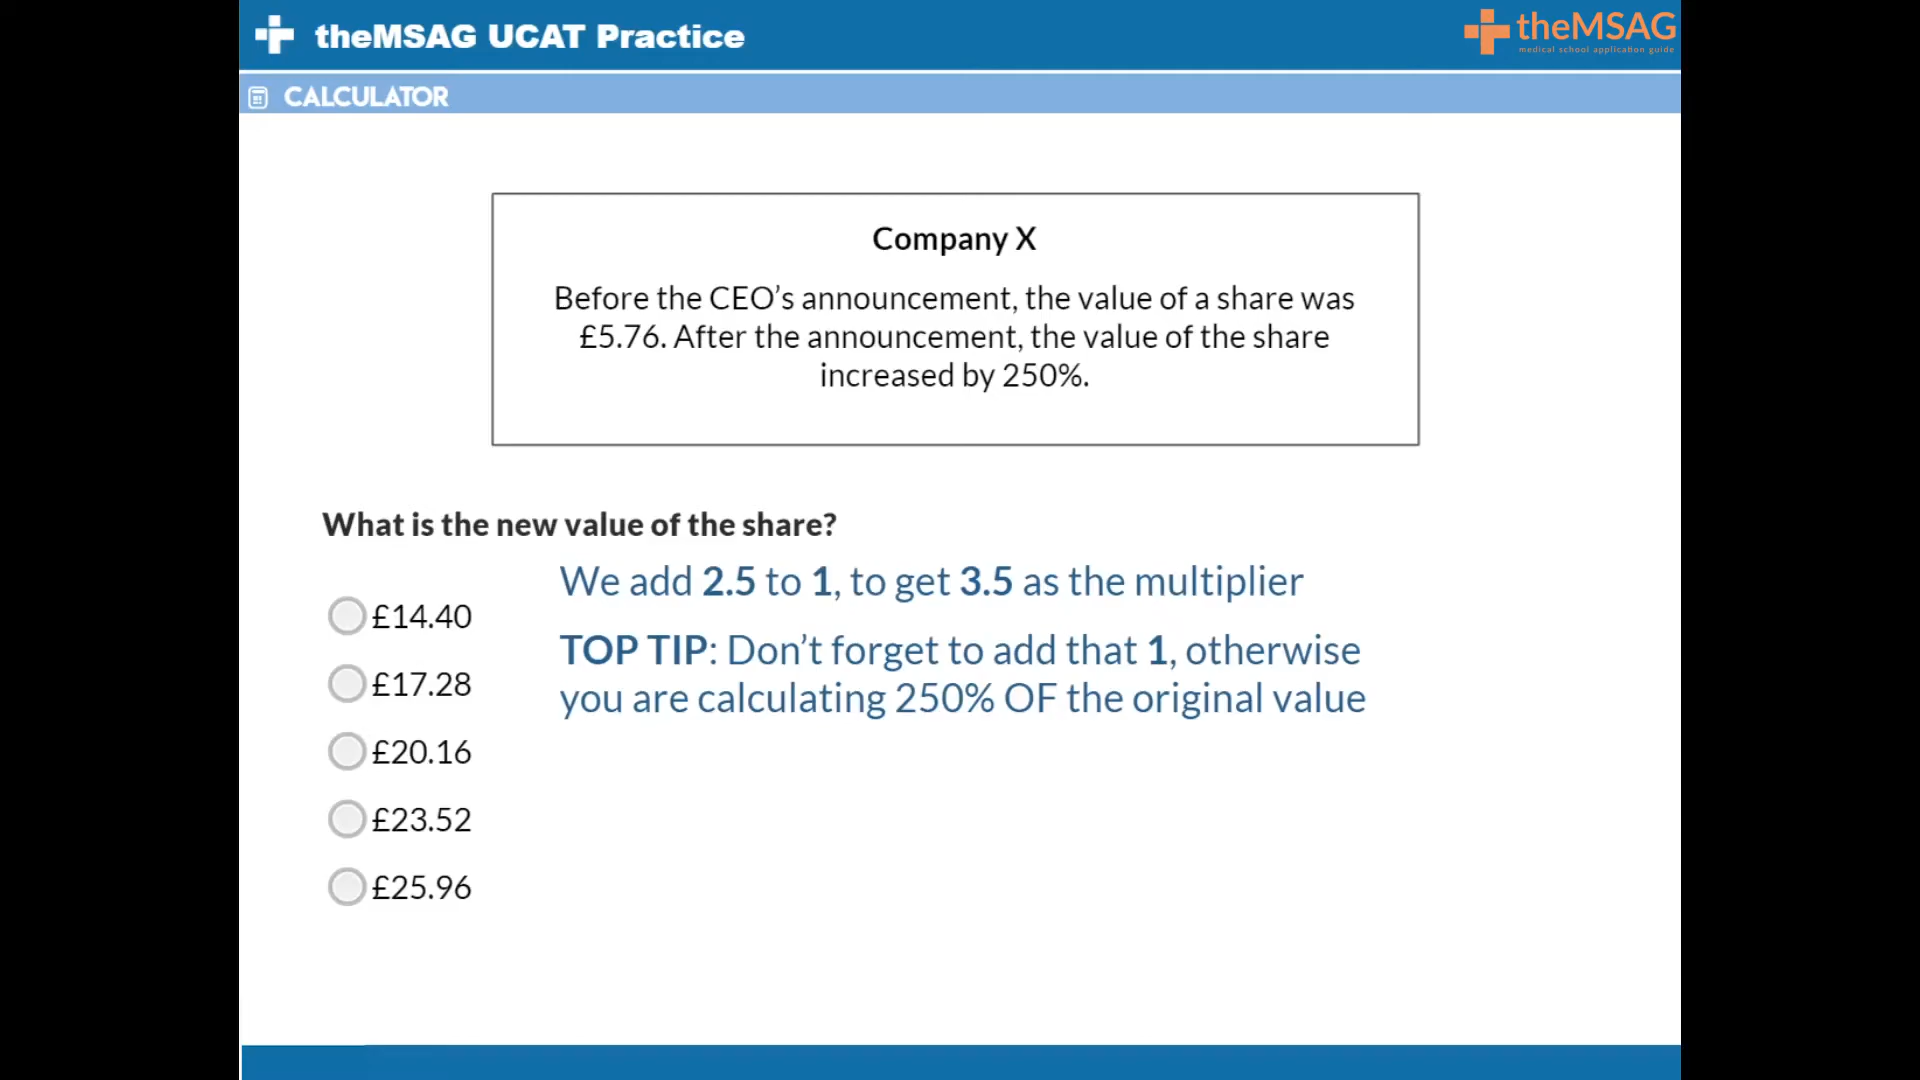 theMSAG UCAT Practice
theMSAG
medical school application guide
CALCULATOR
Company X
Before the CEO’s announcement, the value of a share was
£5.76. After the announcement, the value of the share
increased by 250%.
What is the new value of the share?
We add 2.5 to 1, to get 3.5 as the multiplier
TOP TIP: Don’t forget to add that 1, otherwise
you are calculating 250% OF the original value
£14.40
£17.28
£20.16
£23.52
£25.96